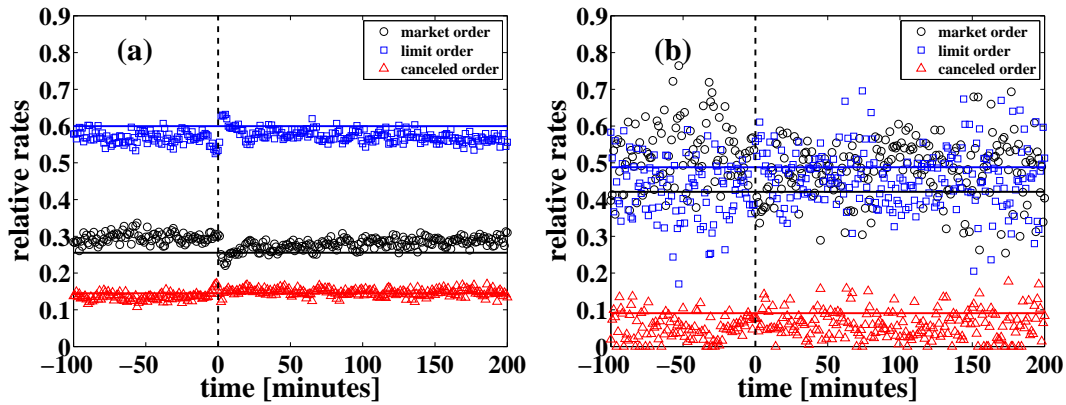 (a)
market order
limit order
canceled order
relative rates
0.9
0.8
0.7
0.6
0.5
0.4
0.3
0.2
0.1
0
−100
−50
0
50
100
150
200
time [minutes]
(b)
market order
limit order
canceled order
relative rates
0.9
0.8
0.7
0.6
0.5
0.4
0.3
0.2
0.1
0
−100
−50
0
50
100
150
200
time [minutes]